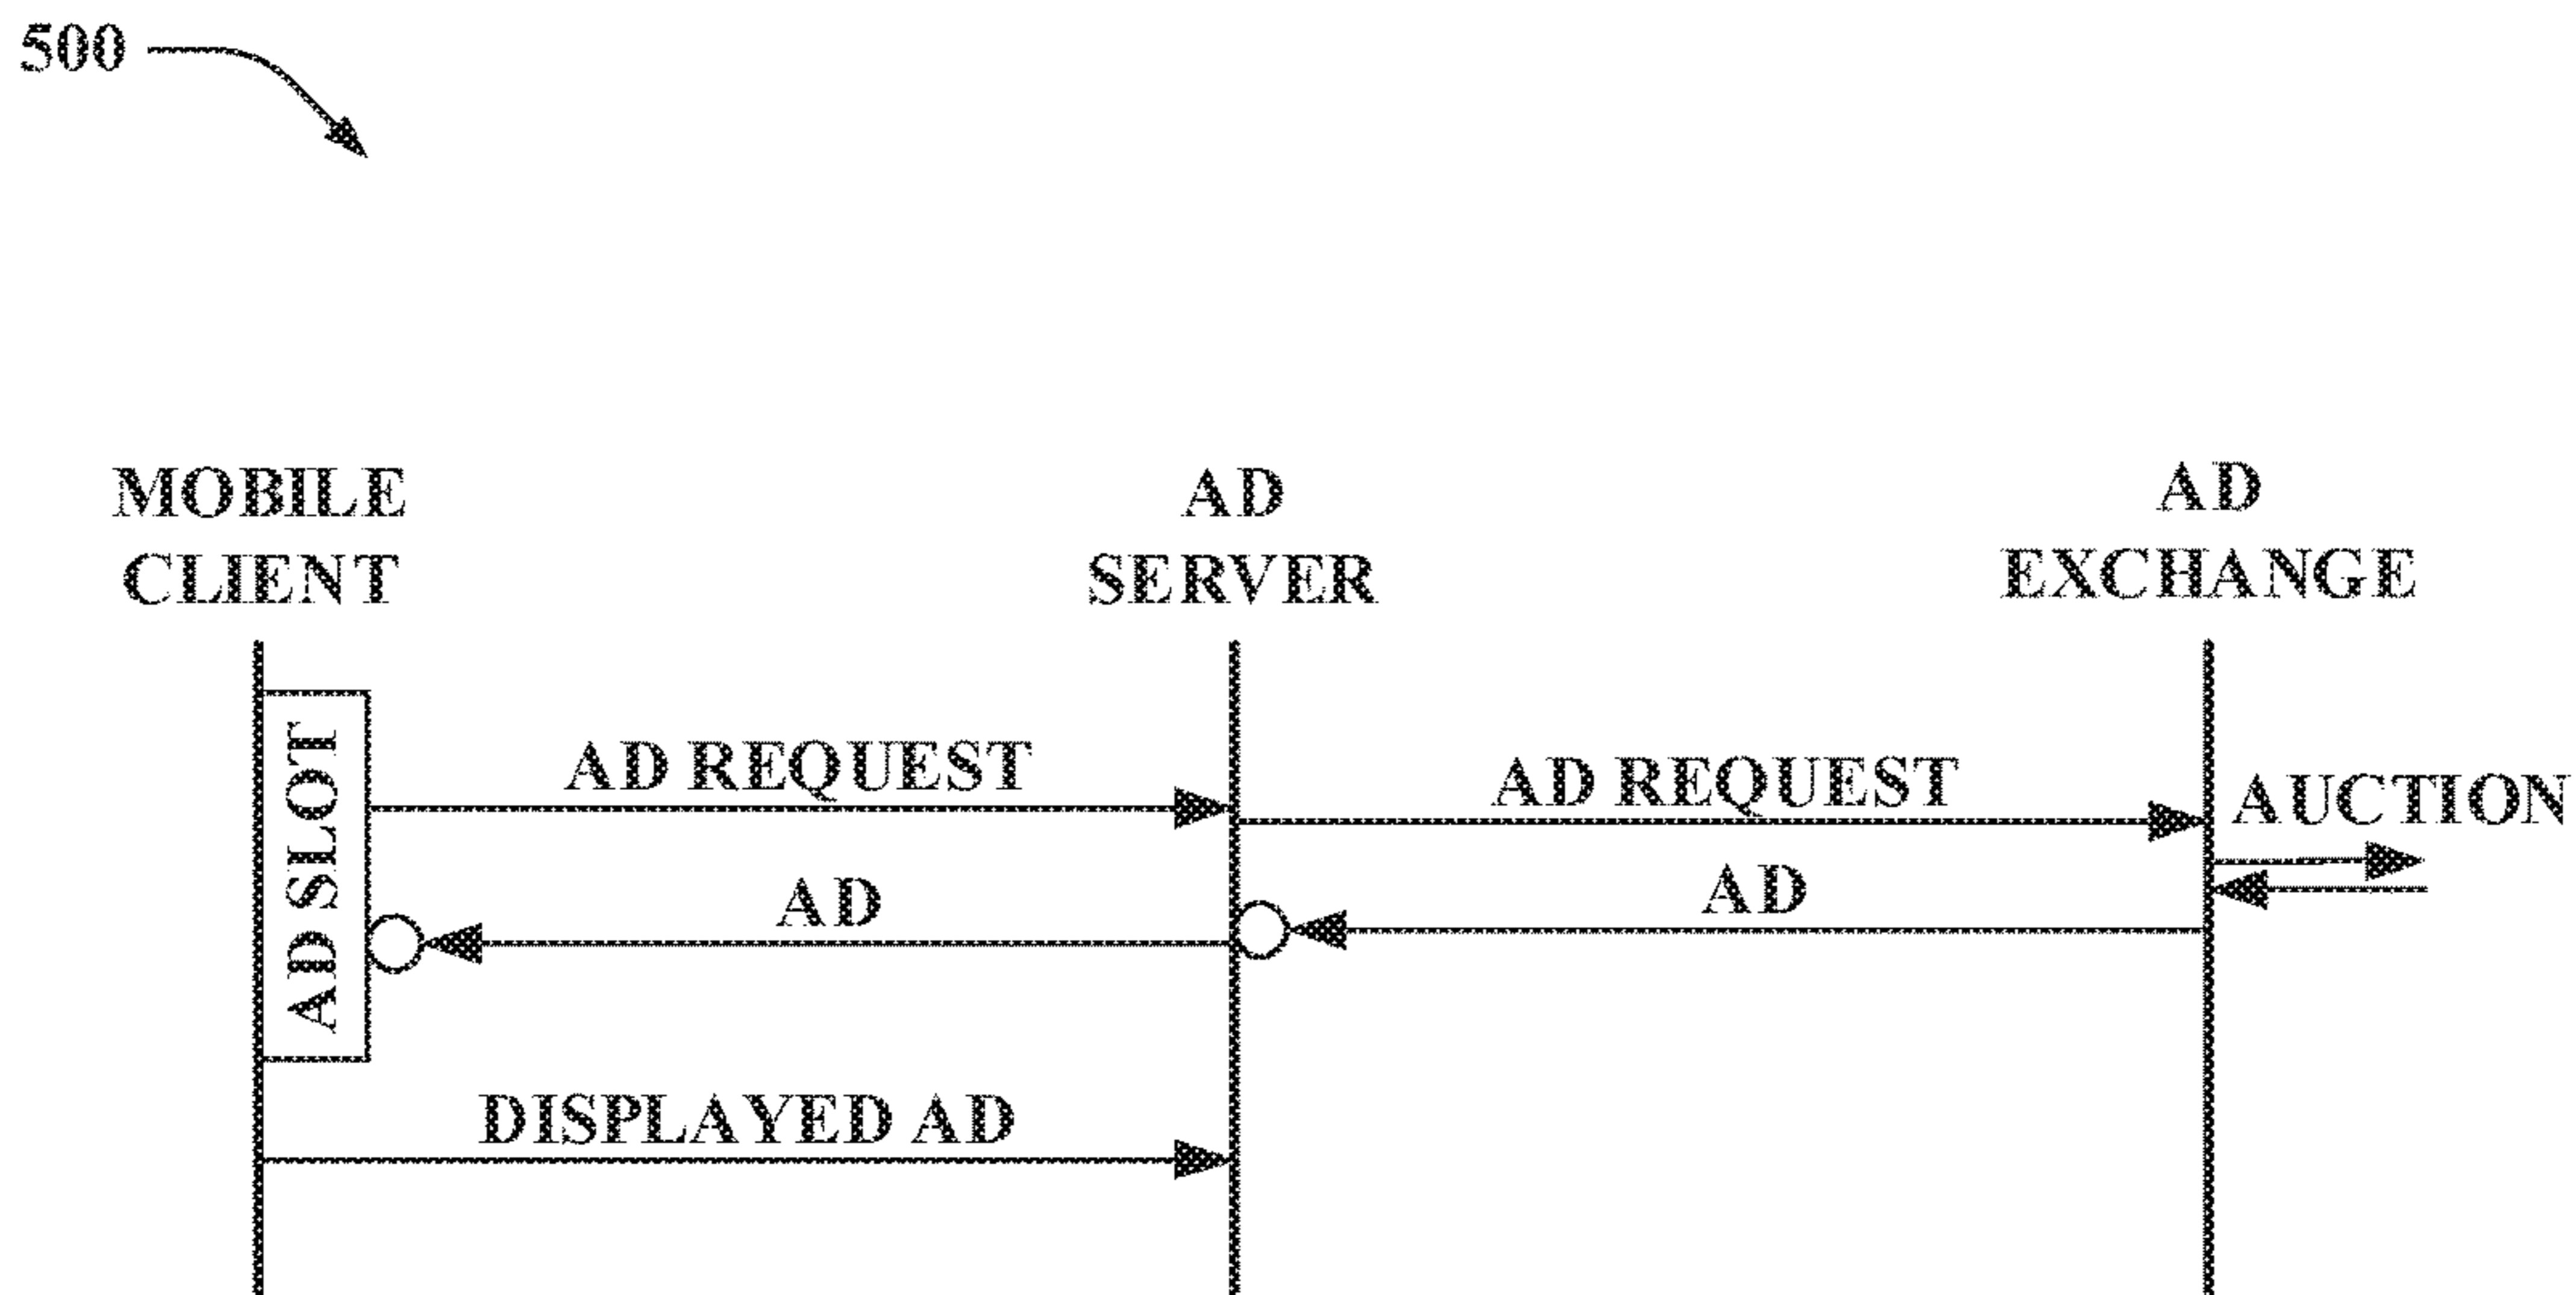 500
MOBILE
CLIENT
AD
SERVER
AD
EXCHANGE
AD SLOT
AD REQUEST
AD REQUEST
AUCTION
AD
AD
DISPLAYED AD